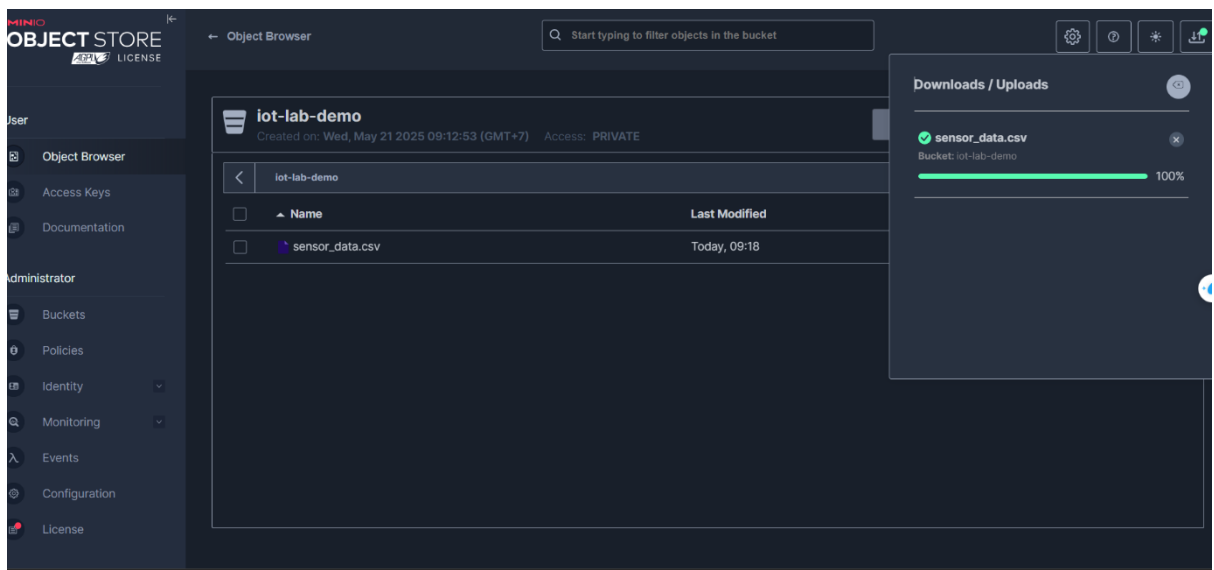 MINIO
OBJECT STORE
AGPLv3 LICENSE
User
Object Browser
Access Keys
Documentation
Administrator
Buckets
Policies
Identity
Monitoring
Events
Configuration
License
← Object Browser
Start typing to filter objects in the bucket
iot-lab-demo
Created on: Wed, May 21 2025 09:12:53 (GMT+7) Access: PRIVATE
iot-lab-demo
Name Last Modified
sensor_data.csv Today, 09:18
Downloads / Uploads
sensor_data.csv
Bucket: iot-lab-demo
100%